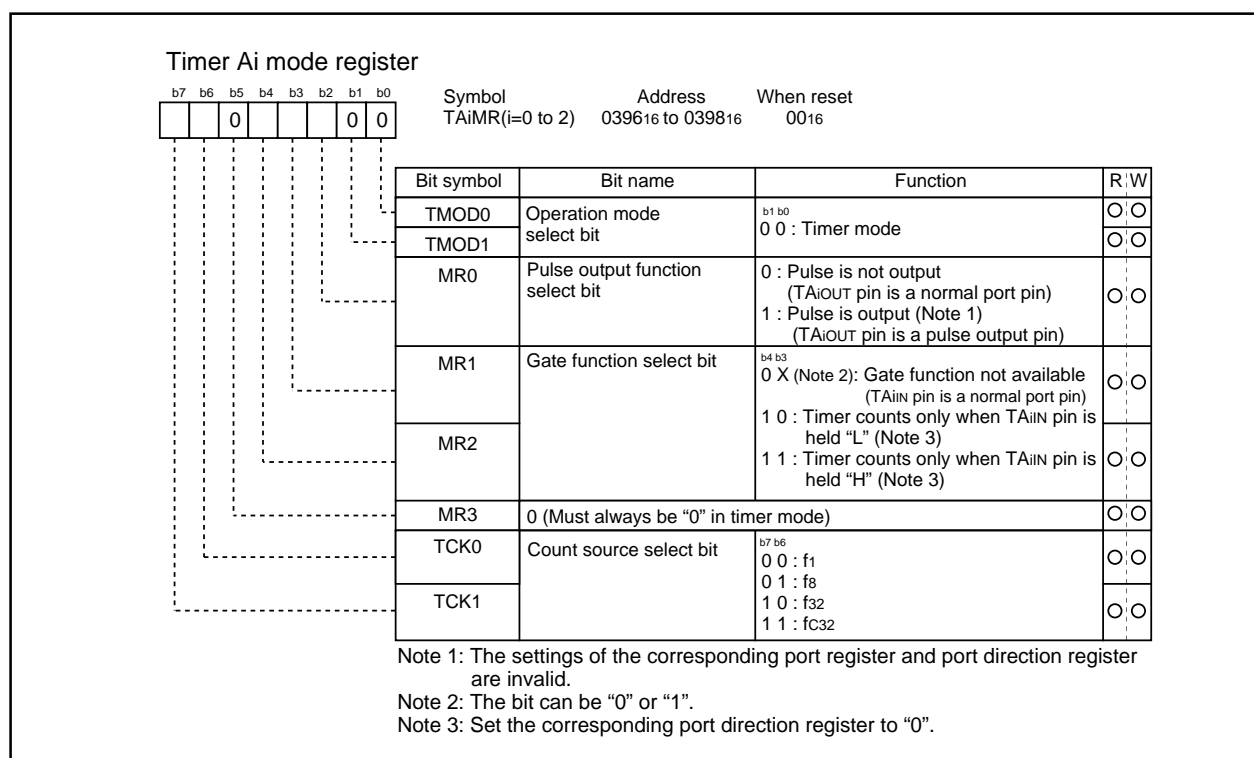 Timer Ai mode register
b7 b6 b5 b4 b3 b2 b1 b0
0 0 0
Symbol Address When reset
TAiMR(i=0 to 2) 039616 to 039816 0016
Bit symbol Bit name Function R W
TMOD0 Operation mode select bit b1 b0
TMOD1 0 0 : Timer mode
MR0 Pulse output function select bit 0 : Pulse is not output
(TAiOUT pin is a normal port pin)
1 : Pulse is output (Note 1)
(TAiOUT pin is a pulse output pin)
MR1 Gate function select bit b4 b3
0 X (Note 2): Gate function not available
(TAiIN pin is a normal port pin)
1 0 : Timer counts only when TAiIN pin is
held “L” (Note 3)
MR2 1 1 : Timer counts only when TAiIN pin is
held “H” (Note 3)
MR3 0 (Must always be “0” in timer mode)
TCK0 Count source select bit b7 b6
0 0 : f1
0 1 : f8
TCK1 1 0 : f32
1 1 : fC32
Note 1: The settings of the corresponding port register and port direction register
are invalid.
Note 2: The bit can be “0” or “1”.
Note 3: Set the corresponding port direction register to “0”.